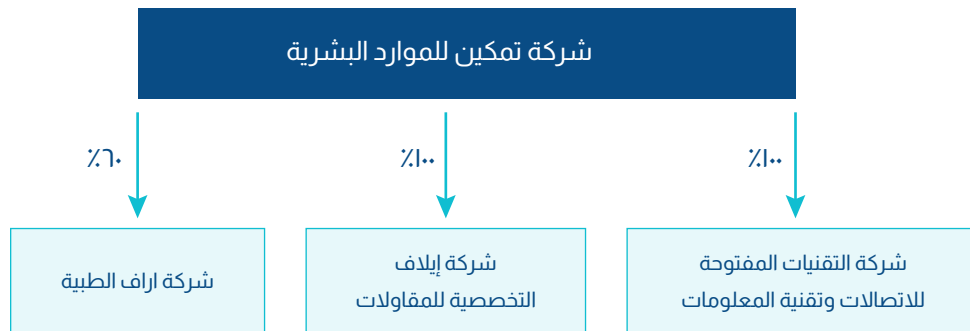 شركة تمكين للموارد البشرية
٪١٠٠
٪١٠٠
٪٦٠
شركة التقنيات المفتوحة
للاتصالات وتقنية المعلومات
شركة إيلاف
التخصصية للمقاولات
شركة اراف الطبية